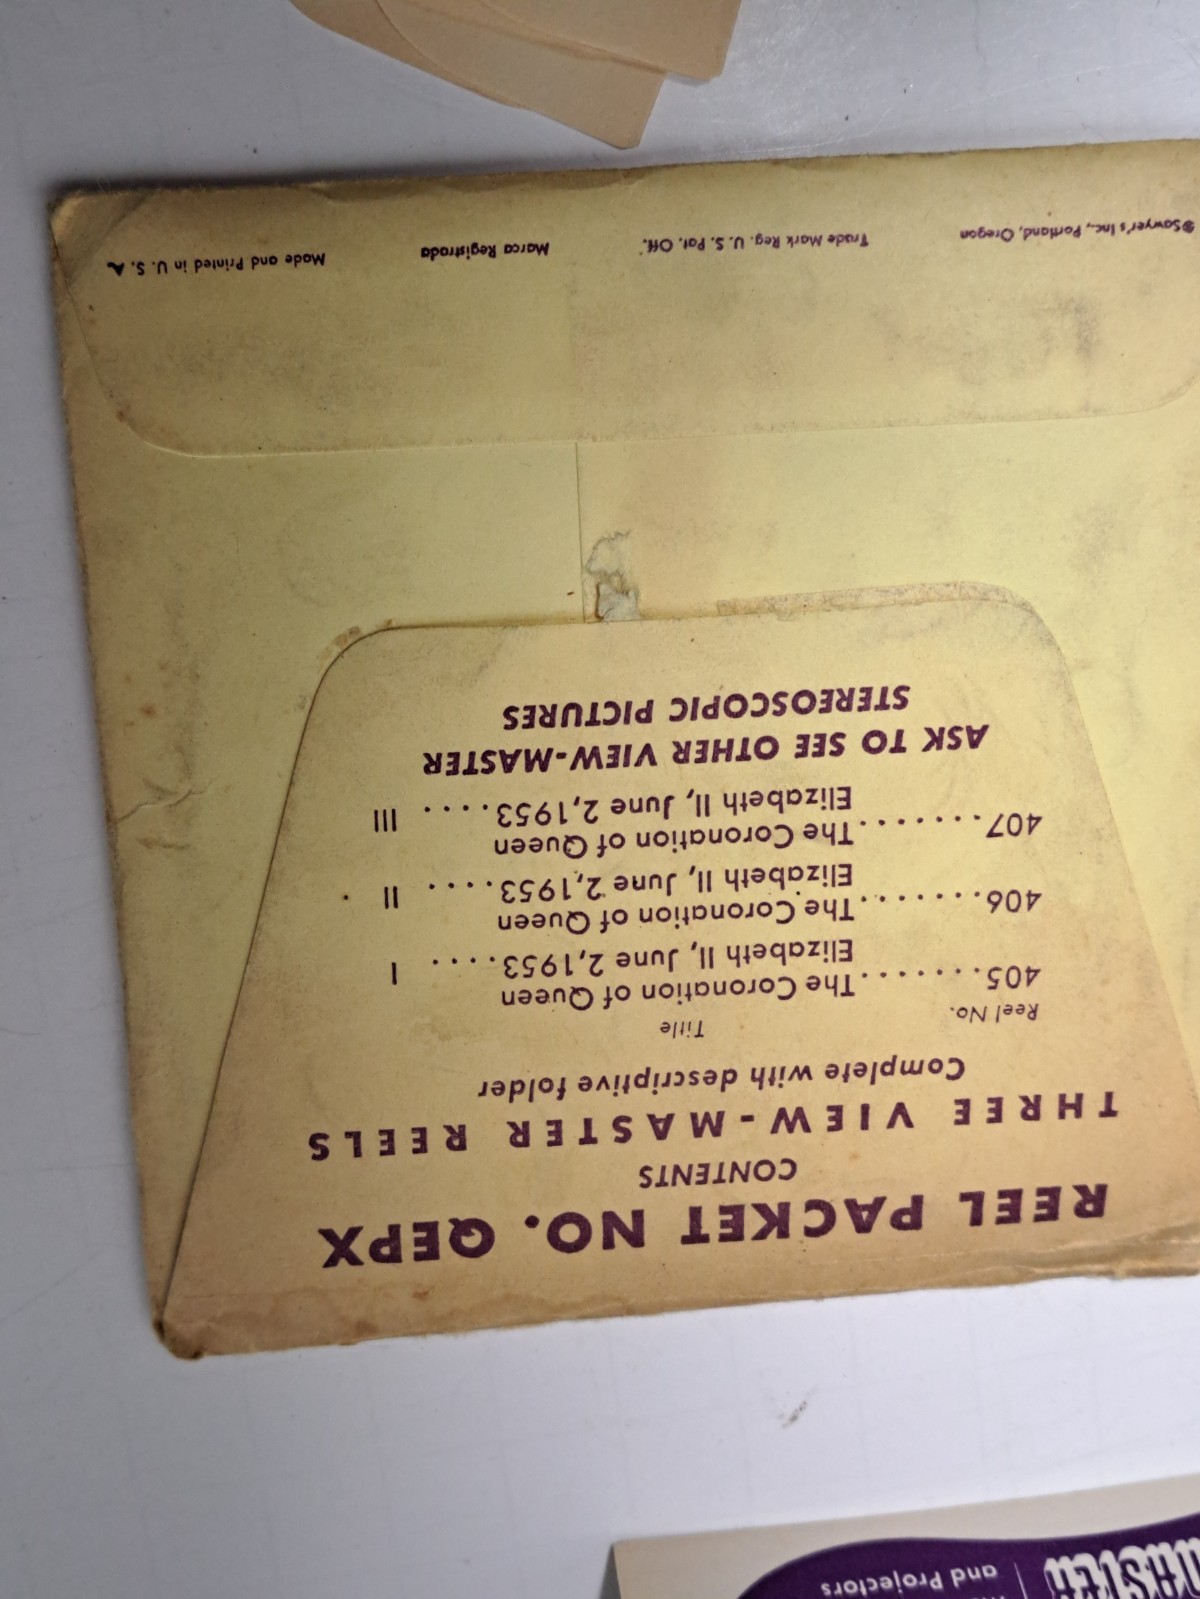 REEL PACKET NO. QEPX
CONTENTS
THREE VIEW-MASTER REELS
Complete with descriptive folder
Reel No. Title
405........The Coronation of Queen
Elizabeth II, June 2,1953.... I
406........The Coronation of Queen
Elizabeth II, June 2,1953.... II
407........The Coronation of Queen
Elizabeth II, June 2,1953.... III
ASK TO SEE OTHER VIEW-MASTER
STEREOSCOPIC PICTURES
®Sawyer's Inc., Portland, Oregon Trade Mark Reg. U. S. Pat. Off. Marca Registrada Made and Printed in U. S. A.
and Projectors